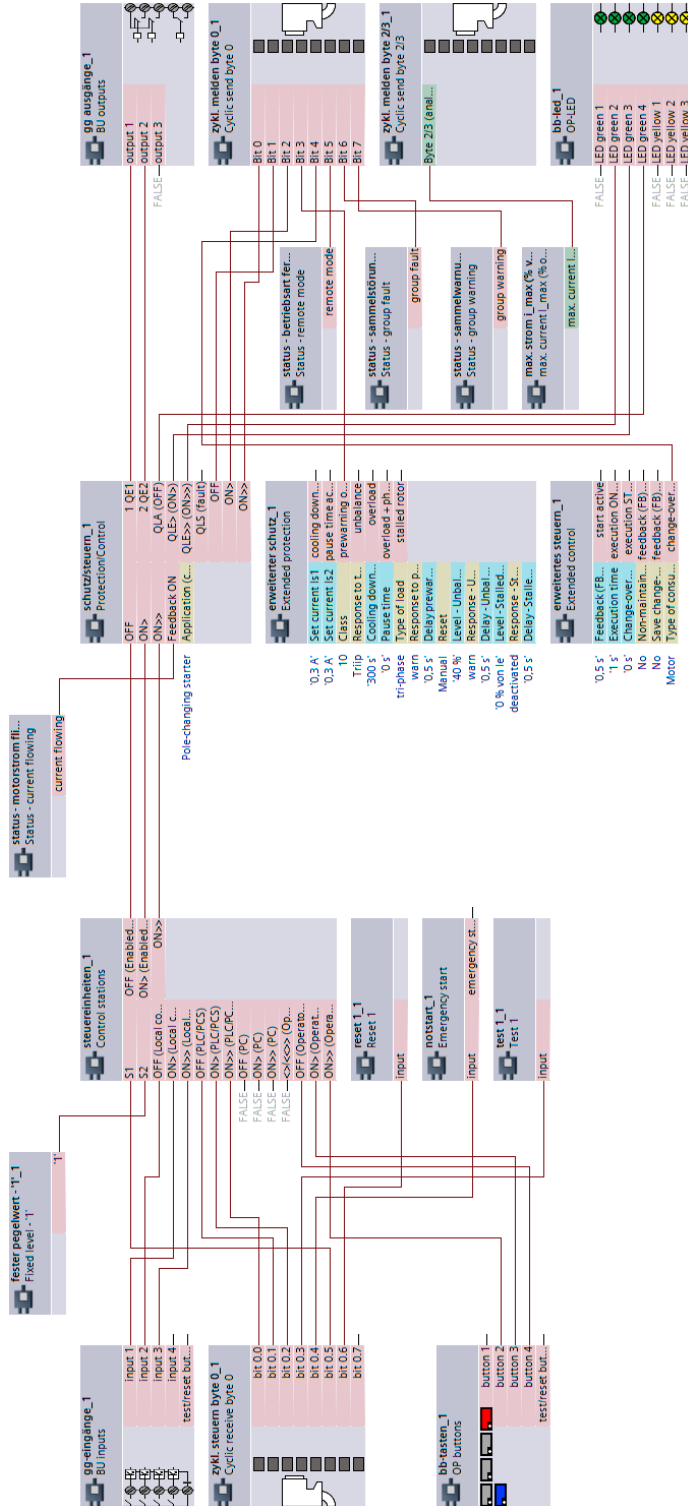 gg-eingänge_1
BU inputs
input 1
input 2
input 3
input 4
test/reset but...
zykl. steuern byte 0_1
Cyclic receive byte 0
bit 0.0
bit 0.1
bit 0.2
bit 0.3
bit 0.4
bit 0.5
bit 0.6
bit 0.7
bb-tasten_1
OP buttons
button 1
button 2
button 3
button 4
test/reset but...
fester pegelwert - '1'_1
Fixed level - '1'
'1'
steuereinheiten_1
Control stations
S1
OFF (Enabled...
S2
ON> (Enabled...
OFF (Local co...
ON>>
ON> (Local c...
ON>> (Local...
OFF (PLC/PCS)
ON> (PLC/PCS)
ON>> (PLC/PC...
FALSE
OFF (PC)
FALSE
ON> (PC)
FALSE
ON>> (PC)
FALSE
<>/<<>> (Op...
OFF (Operato...
ON> (Operat...
ON>> (Opera...
reset 1_1
Reset 1
input
notstart_1
Emergency start
input
emergency st...
test 1_1
Test 1
input
status - motorstrom fli...
Status - current flowing
current flowing
schutz/steuern_1
Protection/Control
OFF
1 QE1
ON>
2 QE2
ON>>
QLA (OFF)
Feedback ON
QLE> (ON>)
Application (c...
QLE>> (ON>>)
Pole-changing starter
QLS (fault)
OFF
ON>
ON>>
erweiterter schutz_1
Extended protection
'0,3 A'
Set current Is1
cooling down...
'0,3 A'
Set current Is2
pause time ac...
10
Class
prewarning o...
Triip
Response to t...
unbalance
'300 s'
Cooling down...
overload
'0 s'
Pause time
overload + ph...
tri-phase
Type of load
stalled rotor
warn
Response to p...
'0,5 s'
Delay prewar...
Manual
Reset
'40 %'
Level - Unbal...
warn
Response - U...
'0,5 s'
Delay - Unbal...
'0 % von Ie'
Level - Stalled...
deactivated
Response - St...
'0,5 s'
Delay - Stalle...
erweitertes steuern_1
Extended control
'0,5 s'
Feedback (FB...
start active
'1 s'
Execution time
execution ON...
'0 s'
Change-over...
execution ST...
No
Non-maintain...
feedback (FB)...
No
Save change-...
feedback (FB)...
Motor
Type of consu...
change-over...
status - betriebsart fer...
Status - remote mode
remote mode
status - sammelstörun...
Status - group fault
group fault
status - sammelwarnu...
Status - group warning
group warning
max. strom i_max (% v...
max. current I_max (% o...
max. current I...
gg ausgänge_1
BU outputs
output 1
output 2
FALSE
output 3
zykl. melden byte 0_1
Cyclic send byte 0
Bit 0
Bit 1
Bit 2
Bit 3
Bit 4
Bit 5
Bit 6
Bit 7
zykl. melden byte 2/3_1
Cyclic send byte 2/3
Byte 2/3 (anal...
bb-led_1
OP-LED
FALSE
LED green 1
LED green 2
LED green 3
LED green 4
FALSE
LED yellow 1
FALSE
LED yellow 2
FALSE
LED yellow 3